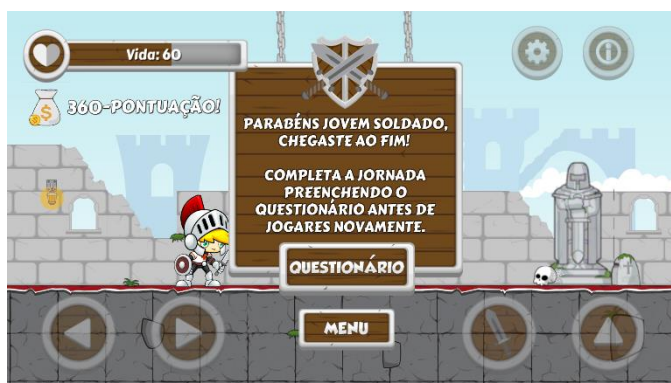 Vida: 60
360-PONTUAÇÃO!
PARABÉNS JOVEM SOLDADO,
CHEGASTE AO FIM!
COMPLETA A JORNADA
PREENCHENDO O
QUESTIONÁRIO ANTES DE
JOGARES NOVAMENTE.
QUESTIONÁRIO
MENU